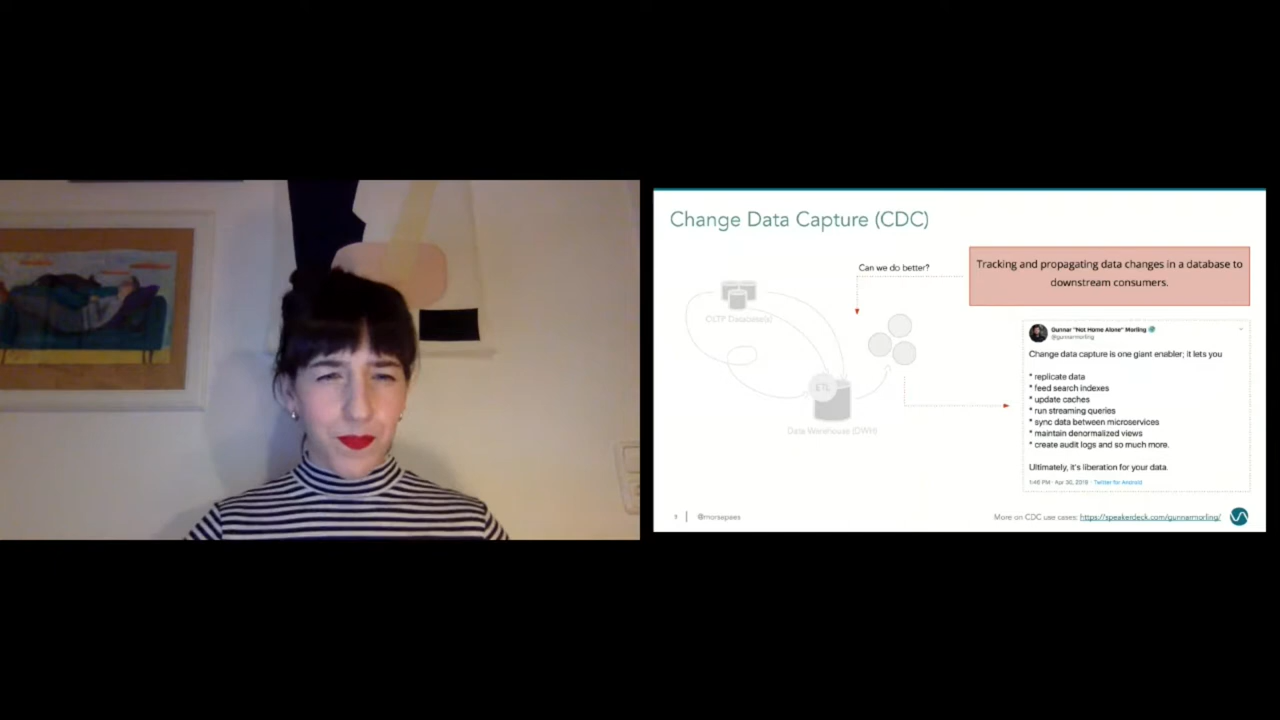 Change Data Capture (CDC)
Can we do better?
Tracking and propagating data changes in a database to
downstream consumers.
OLTP Database(s)
ETL
Data Warehouse (DWH)
Gunnar "Not Home Alone" Morling
@gunnarmorling
Change data capture is one giant enabler; it lets you
* replicate data
* feed search indexes
* update caches
* run streaming queries
* sync data between microservices
* maintain denormalized views
* create audit logs and so much more.
Ultimately, it's liberation for your data.
1:46 PM · Apr 30, 2019 · Twitter for Android
@morsapaes
More on CDC use cases: https://speakerdeck.com/gunnarmorling/